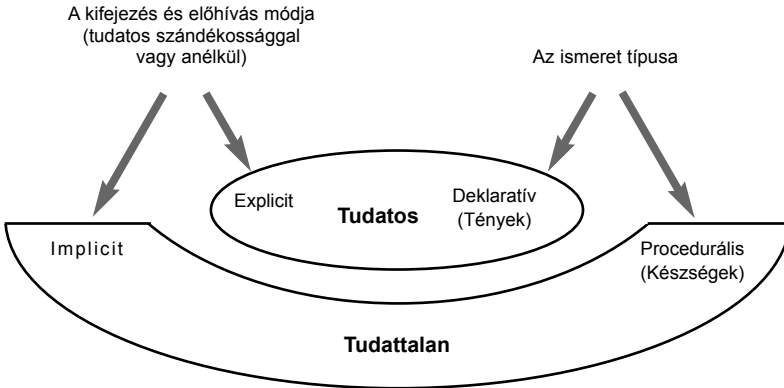 A kifejezés és előhívás módja
(tudatos szándékossággal
vagy anélkül)
Az ismeret típusa
Explicit
Tudatos
Deklaratív
(Tények)
Implicit
Procedurális
(Készségek)
Tudattalan